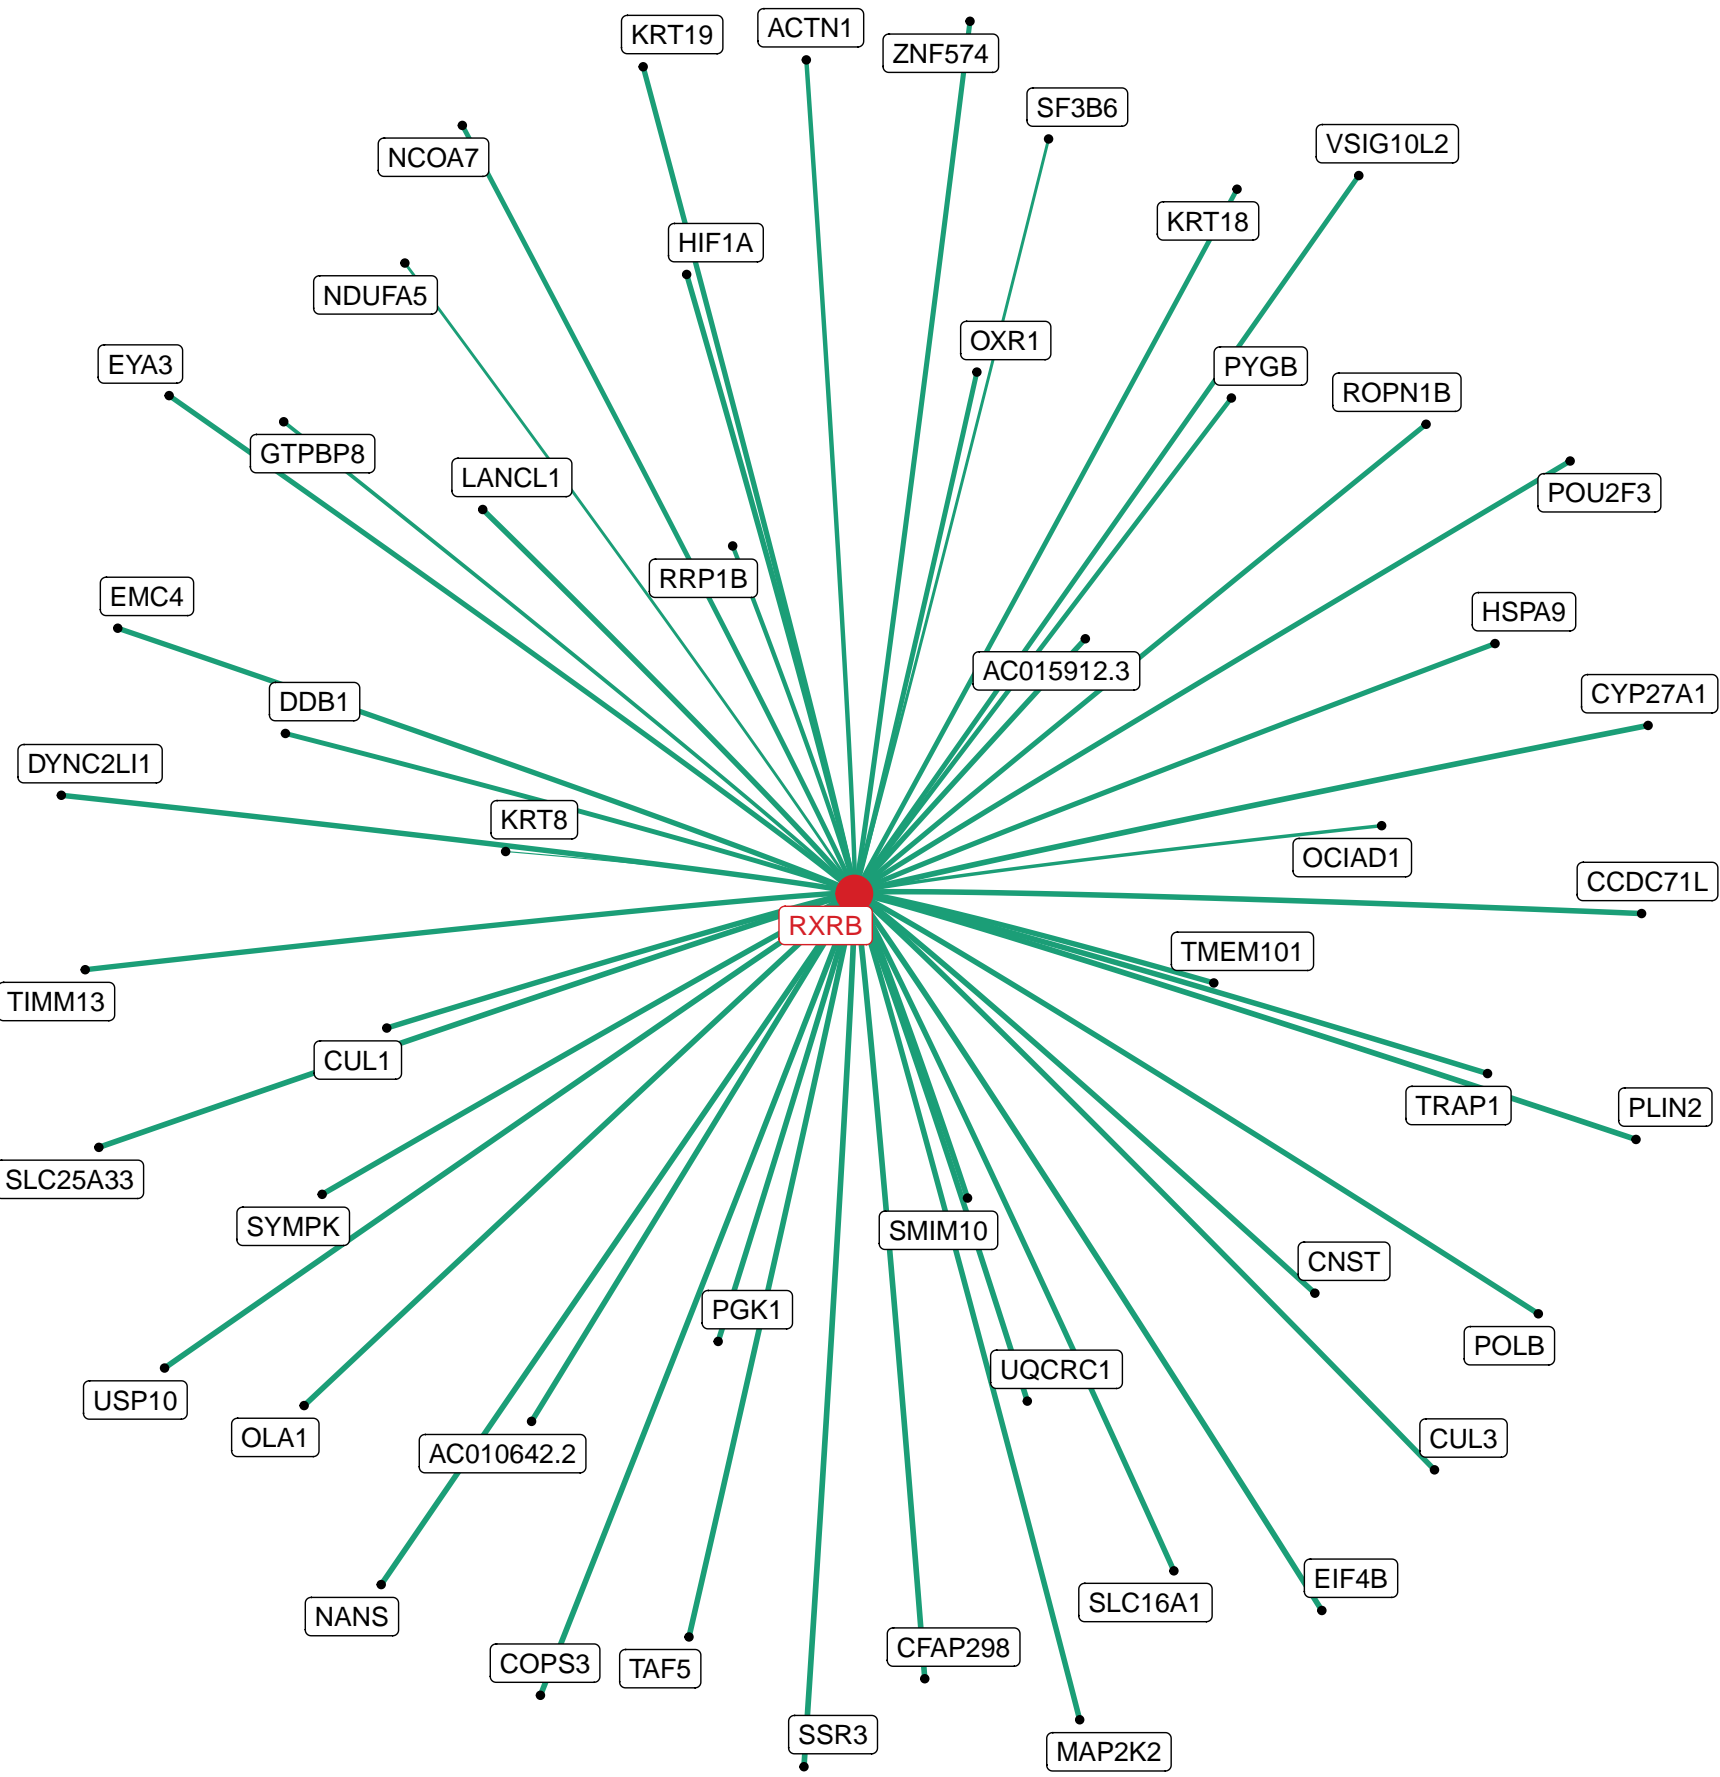 ACTN1
KRT19
ZNF574
SF3B6
VSIG10L2
NCOA7
KRT18
HIF1A
NDUFA5
OXR1
EYA3
PYGB
ROPN1B
GTPBP8
LANCL1
POU2F3
RRP1B
EMC4
HSPA9
AC015912.3
CYP27A1
DDB1
DYNC2LI1
KRT8
OCIAD1
CCDC71L
RXRB
TMEM101
TIMM13
CUL1
TRAP1
PLIN2
SLC25A33
SYMPK
SMIM10
CNST
PGK1
POLB
UQCRC1
USP10
OLA1
CUL3
AC010642.2
EIF4B
SLC16A1
NANS
CFAP298
COPS3
TAF5
SSR3
MAP2K2